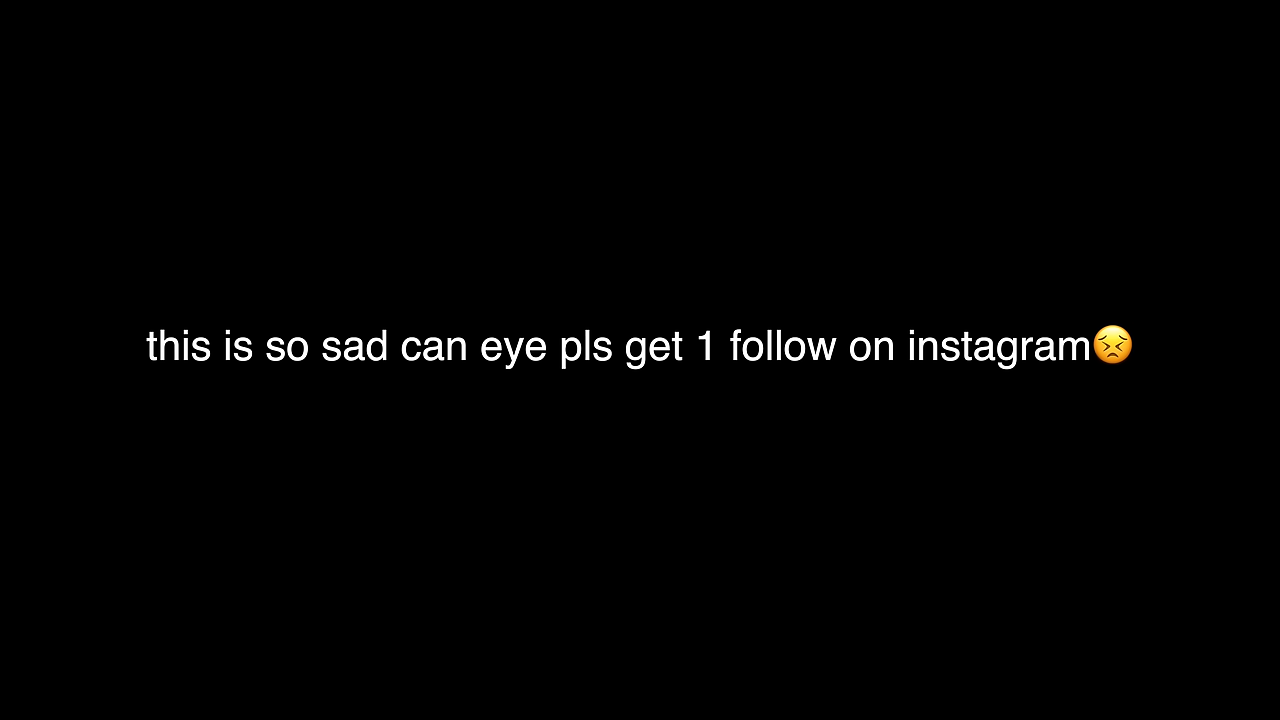 this is so sad can eye pls get 1 follow on instagram😣